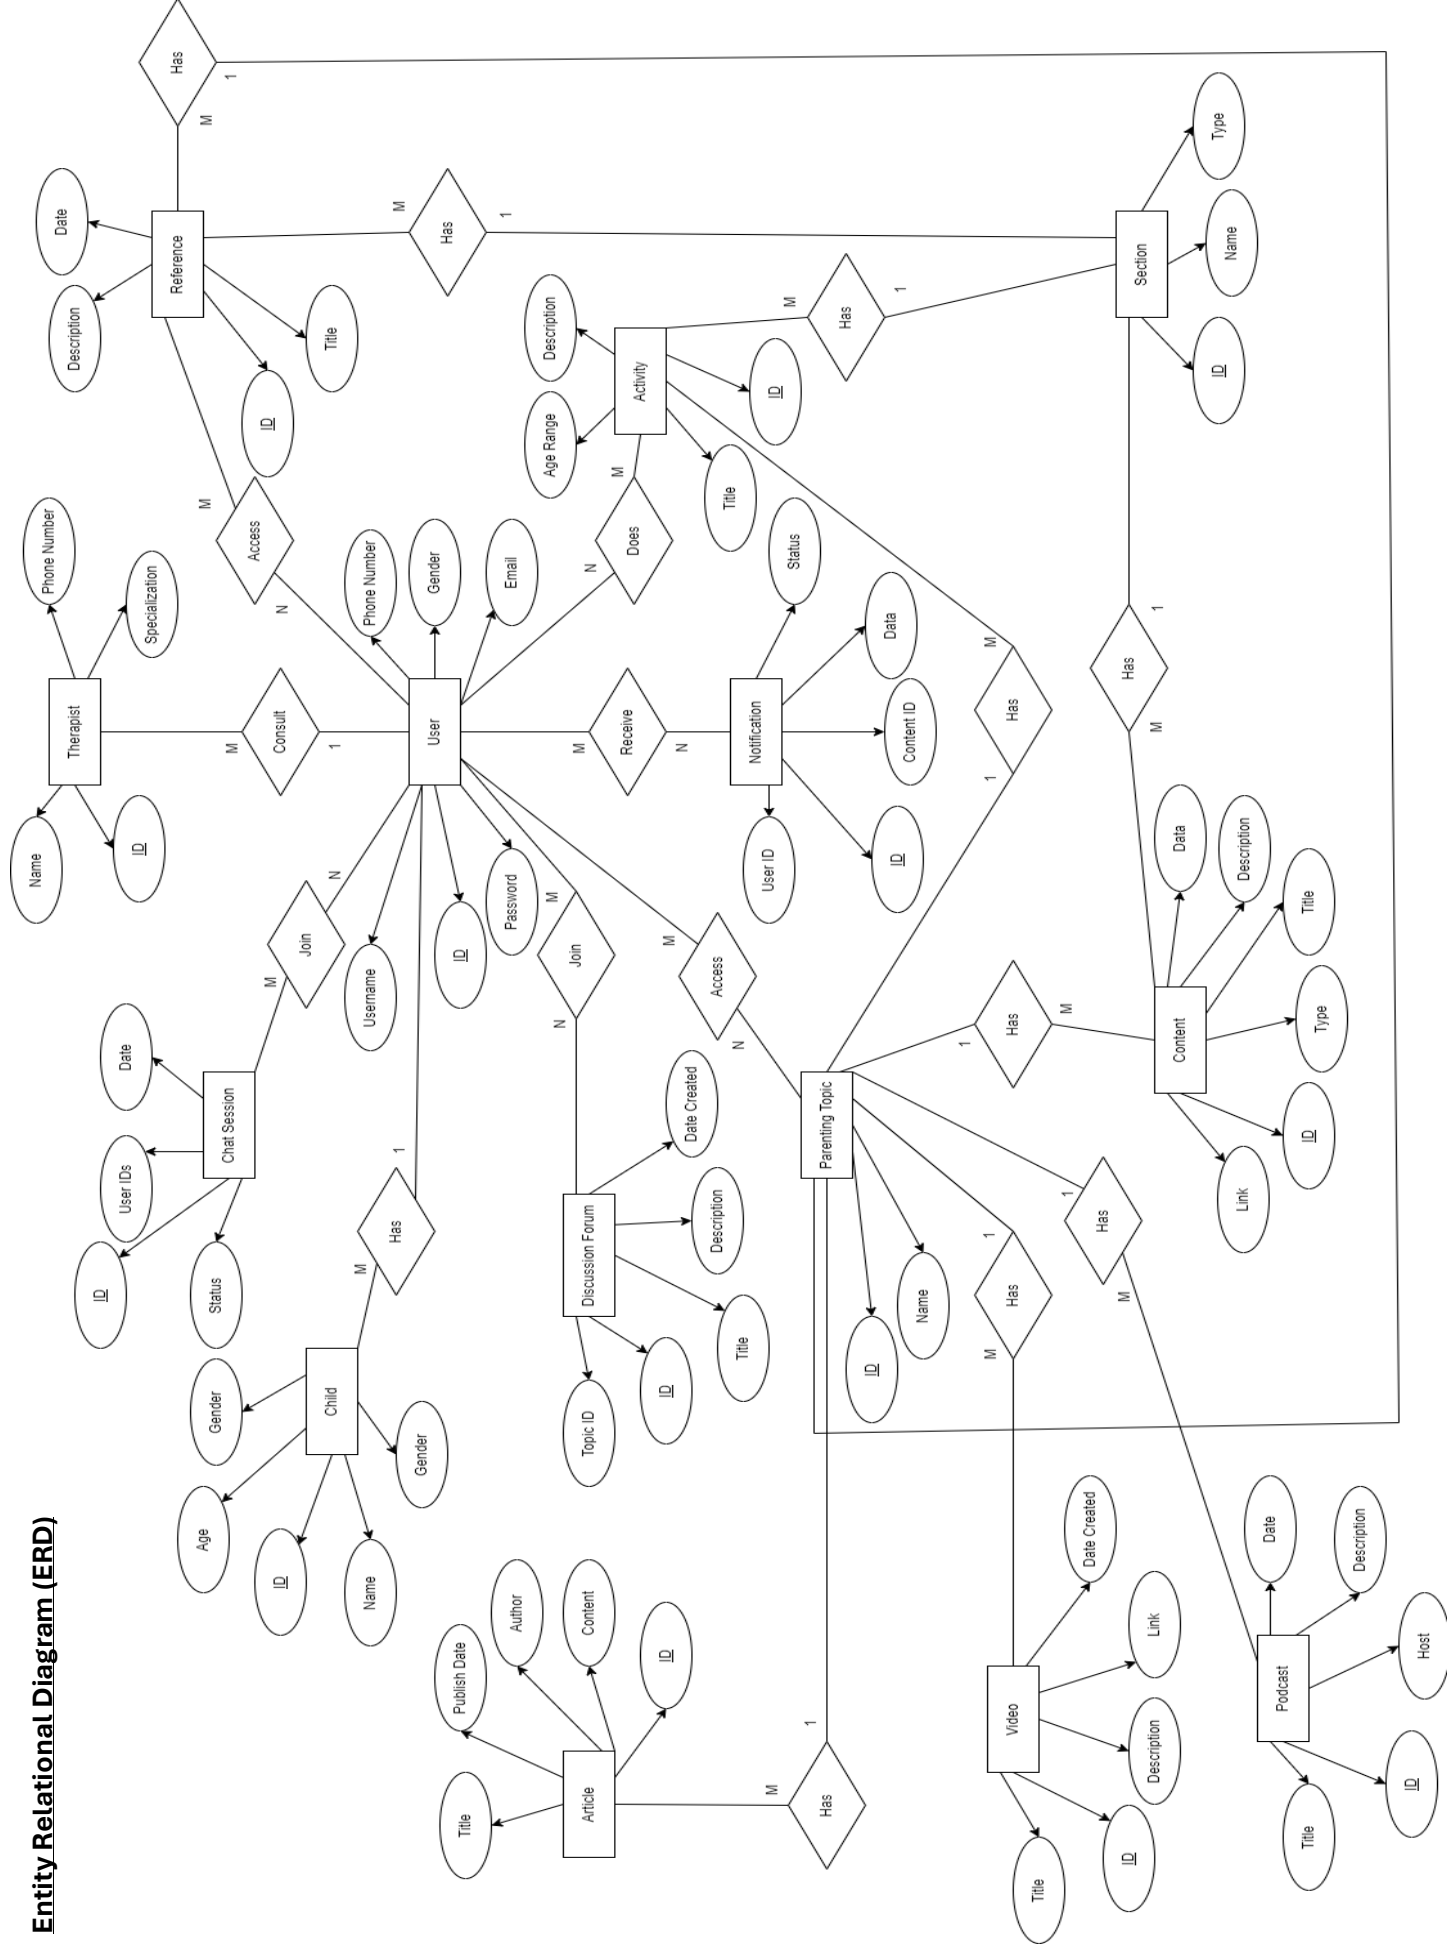 Entity Relational Diagram (ERD)
Name
Phone Number
Date
Therapist
Description
ID
User IDs
Date
ID
Specialization
Has
M
1
Reference
Age
Gender
Status
Chat Session
M
M
Access
N
ID
Consult
M
1
ID
Join
M
N
Child
Title
Name
Username
Phone Number
Has
M
1
Gender
User
Gender
Has
M
1
Title
Publish Date
ID
Email
Author
Password
Age Range
Description
Article
Content
Topic ID
Discussion Forum
Join
N
M
Receive
M
N
Does
N
M
Activity
ID
ID
Date Created
Description
Access
M
N
Title
Title
Notification
User ID
ID
Status
Has
M
1
Parenting Topic
Has
M
1
ID
ID
Data
Content ID
Name
Video
Has
M
1
Has
1
M
Has
1
M
Title
Date Created
Has
1
M
Has
M
1
Section
ID
Description
Link
Content
Data
ID
Name
Type
Link
Description
Podcast
Date
ID
Type
Title
Title
Description
ID
Host